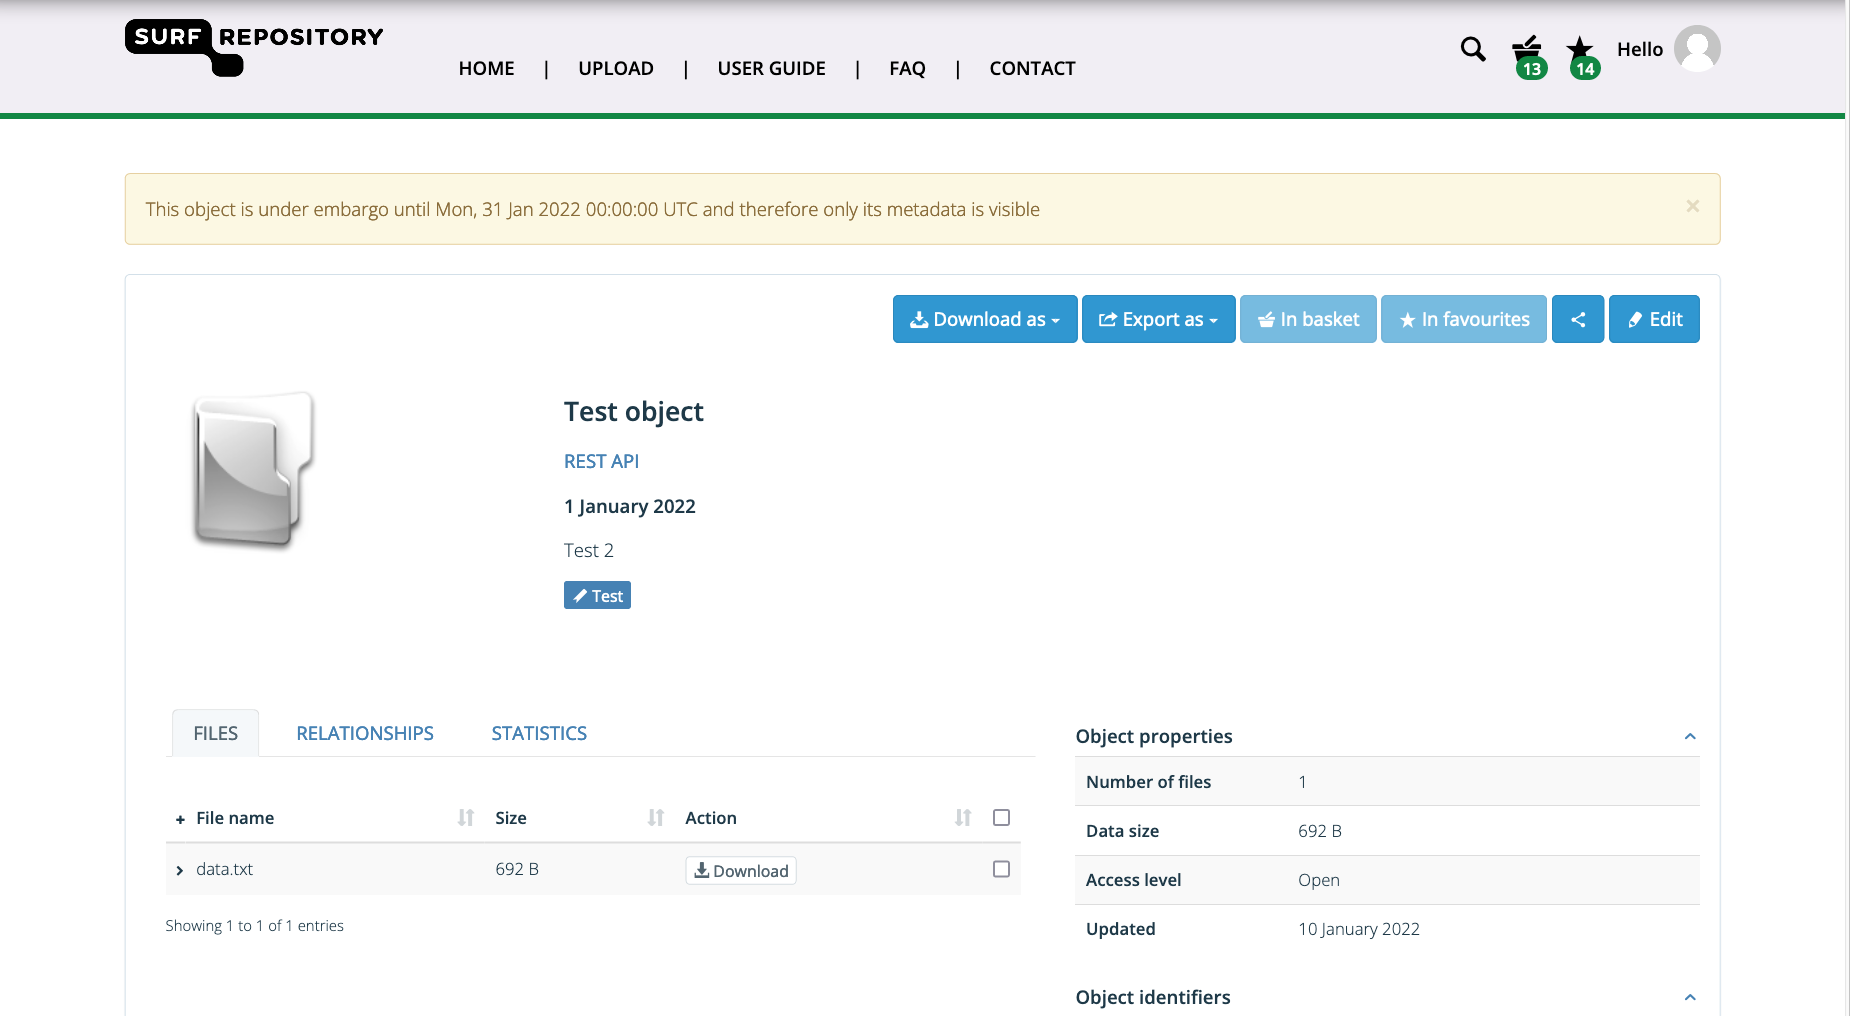 SURF REPOSITORY
HOME | UPLOAD | USER GUIDE | FAQ | CONTACT
13 14 Hello
This object is under embargo until Mon, 31 Jan 2022 00:00:00 UTC and therefore only its metadata is visible ×
Download as Export as In basket In favourites Edit
Test object
REST API
1 January 2022
Test 2
Test
FILES RELATIONSHIPS STATISTICS
+ File name Size Action
data.txt 692 B Download
Showing 1 to 1 of 1 entries
Object properties
Number of files 1
Data size 692 B
Access level Open
Updated 10 January 2022
Object identifiers